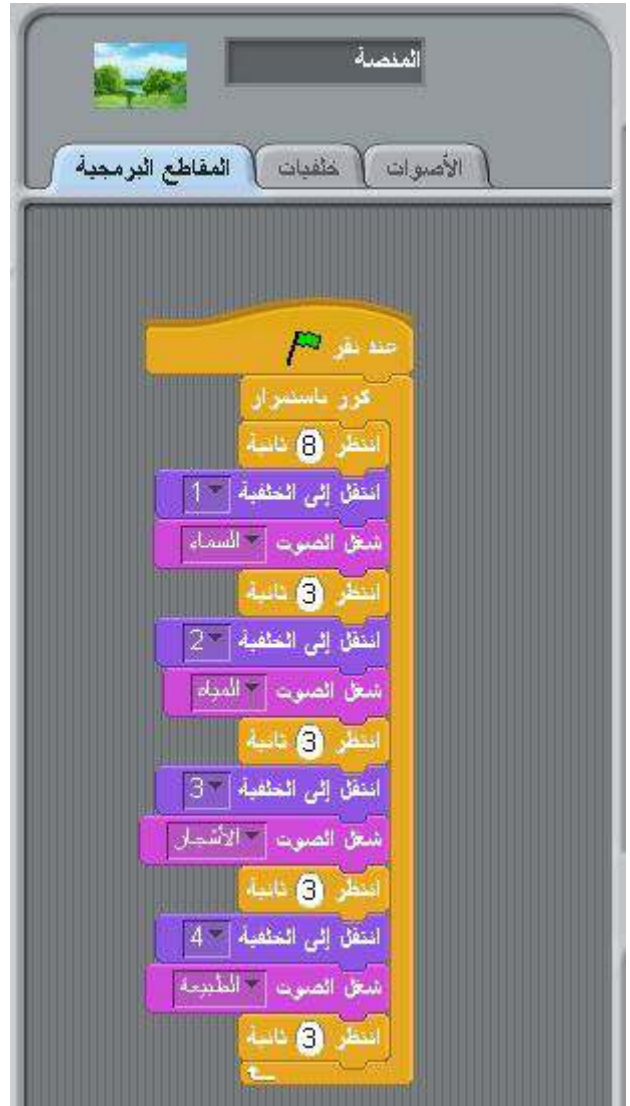 المنصة
المقاطع البرمجية خلفيات الأصوات
عند نقر
كرر باستمرار
انتظر 8 ثانية
انتقل إلى الخلفية 1
شغل الصوت السماء
انتظر 3 ثانية
انتقل إلى الخلفية 2
شغل الصوت المياه
انتظر 3 ثانية
انتقل إلى الخلفية 3
شغل الصوت الأشجار
انتظر 3 ثانية
انتقل إلى الخلفية 4
شغل الصوت الطبيعة
انتظر 3 ثانية